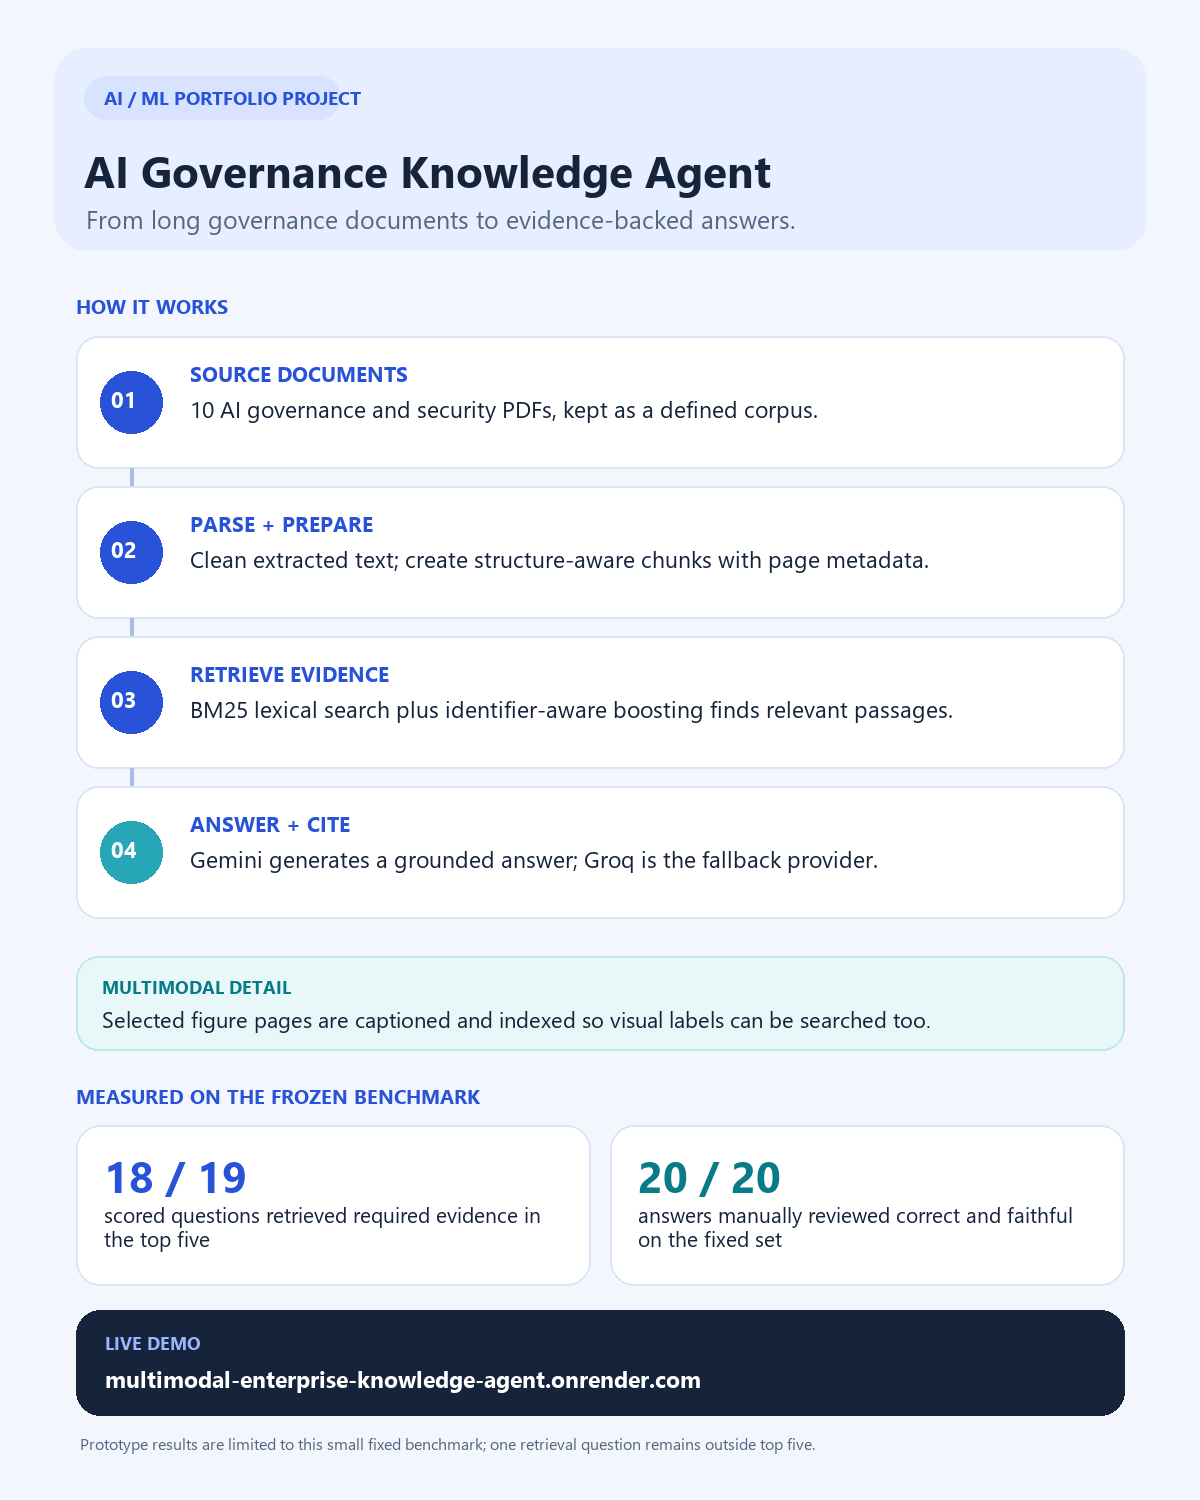 AI / ML PORTFOLIO PROJECT
AI Governance Knowledge Agent
From long governance documents to evidence-backed answers.
HOW IT WORKS
01
SOURCE DOCUMENTS
10 AI governance and security PDFs, kept as a defined corpus.
02
PARSE + PREPARE
Clean extracted text; create structure-aware chunks with page metadata.
03
RETRIEVE EVIDENCE
BM25 lexical search plus identifier-aware boosting finds relevant passages.
04
ANSWER + CITE
Gemini generates a grounded answer; Groq is the fallback provider.
MULTIMODAL DETAIL
Selected figure pages are captioned and indexed so visual labels can be searched too.
MEASURED ON THE FROZEN BENCHMARK
18 / 19
scored questions retrieved required evidence in
the top five
20 / 20
answers manually reviewed correct and faithful
on the fixed set
LIVE DEMO
multimodal-enterprise-knowledge-agent.onrender.com
Prototype results are limited to this small fixed benchmark; one retrieval question remains outside top five.